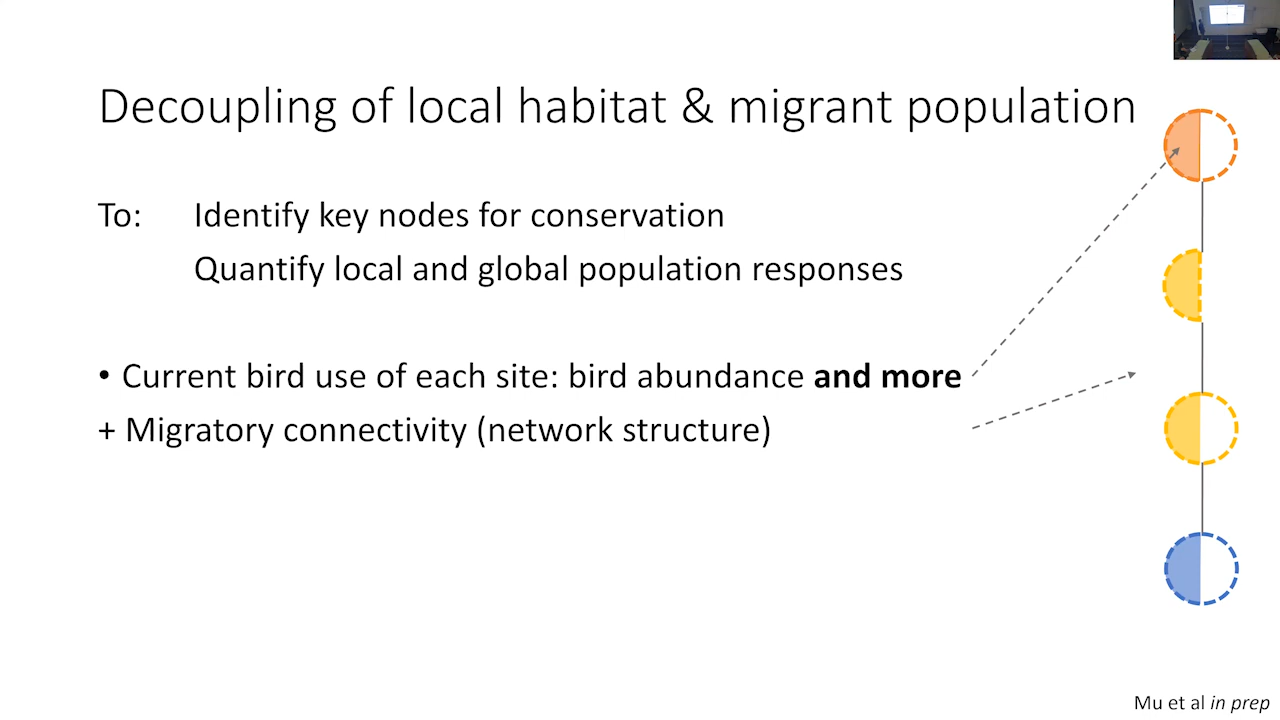 Decoupling of local habitat & migrant population
To: Identify key nodes for conservation
Quantify local and global population responses
• Current bird use of each site: bird abundance and more
+ Migratory connectivity (network structure)
Mu et al in prep